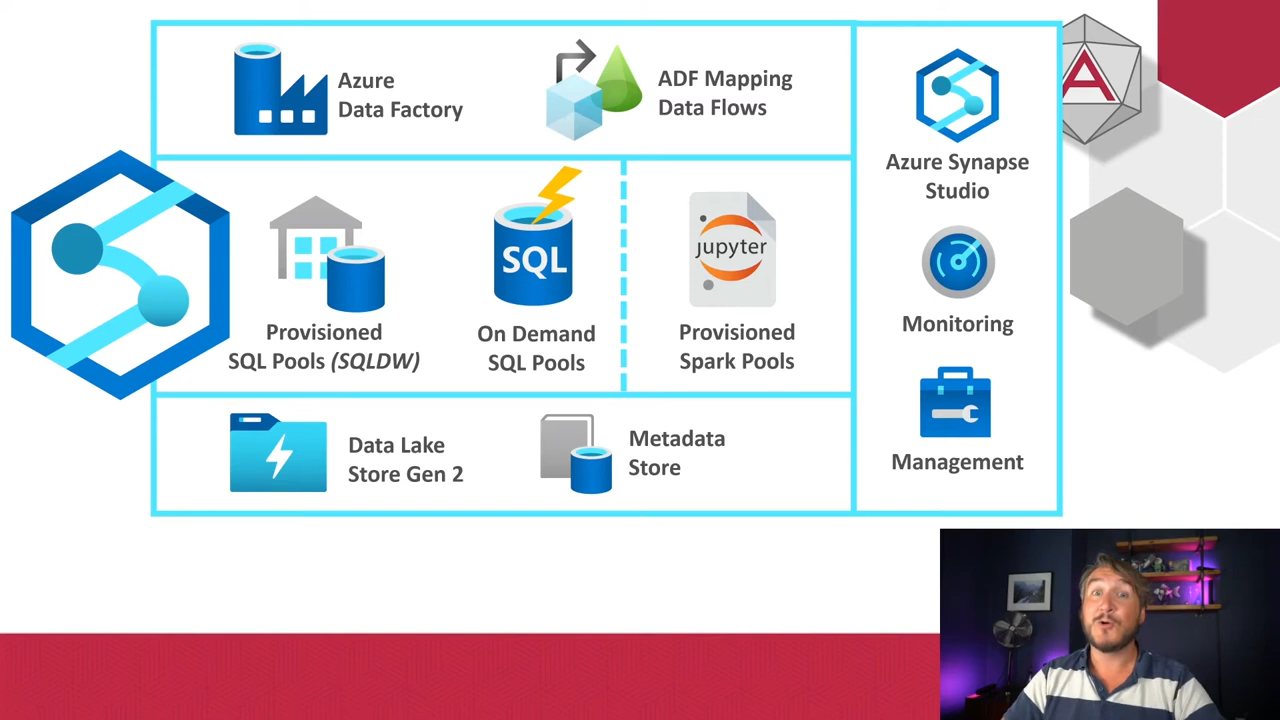 Azure
Data Factory
ADF Mapping
Data Flows
Provisioned
SQL Pools (SQLDW)
SQL
On Demand
SQL Pools
jupyter
Provisioned
Spark Pools
Data Lake
Store Gen 2
Metadata
Store
Azure Synapse
Studio
Monitoring
Management
A